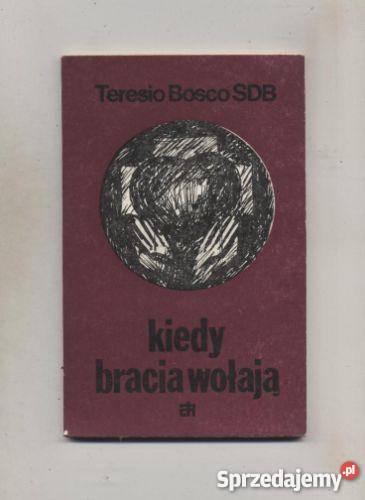 Teresio Bosco SDB
kiedy
bracia wołają
Sprzedajemy.pl